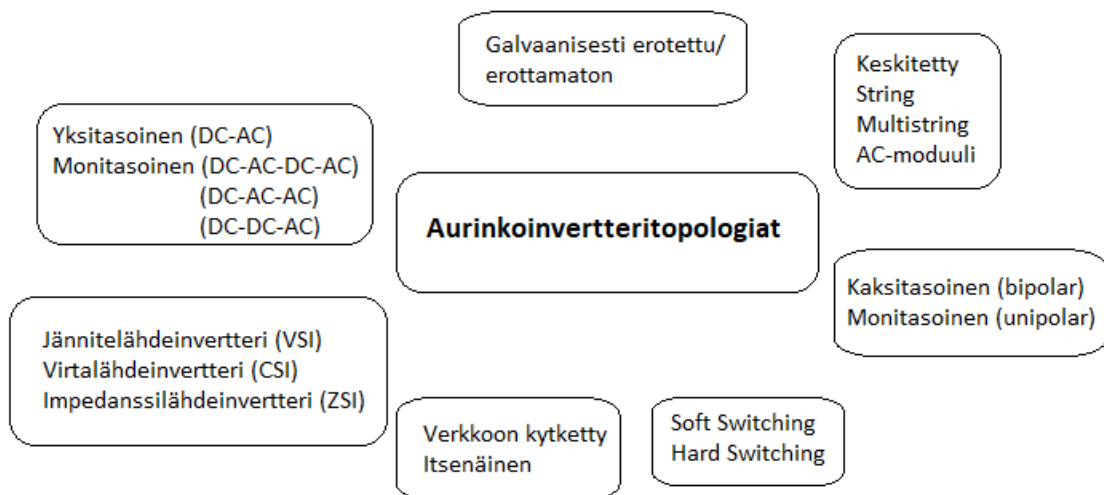 Galvaanisesti erotettu/
erottamaton
Keskitetty
String
Multistring
AC-moduuli
Yksitasoinen (DC-AC)
Monitasoinen (DC-AC-DC-AC)
(DC-AC-AC)
(DC-DC-AC)
Aurinkoinvertteritopologiat
Kaksitasoinen (bipolar)
Monitasoinen (unipolar)
Jännitelähdeinvertteri (VSI)
Virtalähdeinvertteri (CSI)
Impedanssilähdeinvertteri (ZSI)
Verkkoon kytketty
Itsenäinen
Soft Switching
Hard Switching